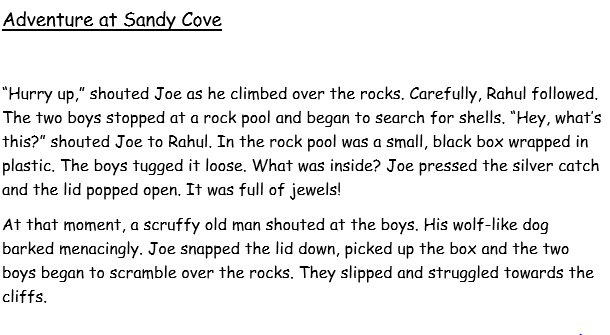 Adventure at Sandy Cove
“Hurry up,” shouted Joe as he climbed over the rocks. Carefully, Rahul followed.
The two boys stopped at a rock pool and began to search for shells. “Hey, what’s
this?” shouted Joe to Rahul. In the rock pool was a small, black box wrapped in
plastic. The boys tugged it loose. What was inside? Joe pressed the silver catch
and the lid popped open. It was full of jewels!
At that moment, a scruffy old man shouted at the boys. His wolf-like dog
barked menacingly. Joe snapped the lid down, picked up the box and the two
boys began to scramble over the rocks. They slipped and struggled towards the
cliffs.